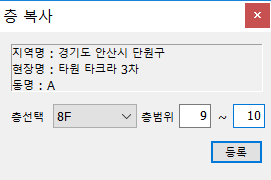 층 복사
지역명 : 경기도 안산시 단원구
현장명 : 타원 타크라 3차
동명 : A
층선택 8F 층범위 9 ~ 10
등록